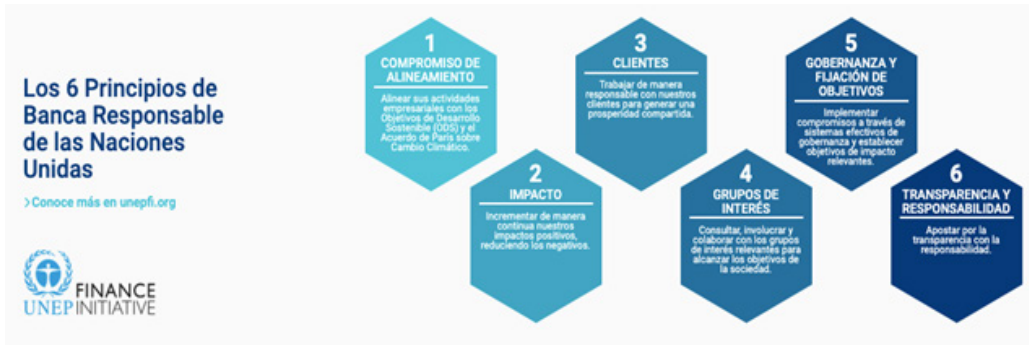 Los 6 Principios de
Banca Responsable
de las Naciones
Unidas
>Conoce más en unepfi.org
UNEP
FINANCE
INITIATIVE
1
COMPROMISO DE
ALINEAMIENTO
Alinear sus actividades
empresariales con los
Objetivos de Desarrollo
Sostenible (ODS) y el
Acuerdo de París sobre
Cambio Climático.
2
IMPACTO
Incrementar de manera
continua nuestros
impactos positivos,
reduciendo los negativos.
3
CLIENTES
Trabajar de manera
responsable con nuestros
clientes para generar una
prosperidad compartida.
4
GRUPOS DE
INTERÉS
Consultar, involucrar y
colaborar con los grupos
de interés relevantes para
alcanzar los objetivos de
la sociedad.
5
GOBERNANZA Y
FIJACIÓN DE
OBJETIVOS
Implementar
compromisos a través de
sistemas efectivos de
gobernanza y establecer
objetivos de impacto
relevantes.
6
TRANSPARENCIA Y
RESPONSABILIDAD
Apostar por la
transparencia con la
responsabilidad.